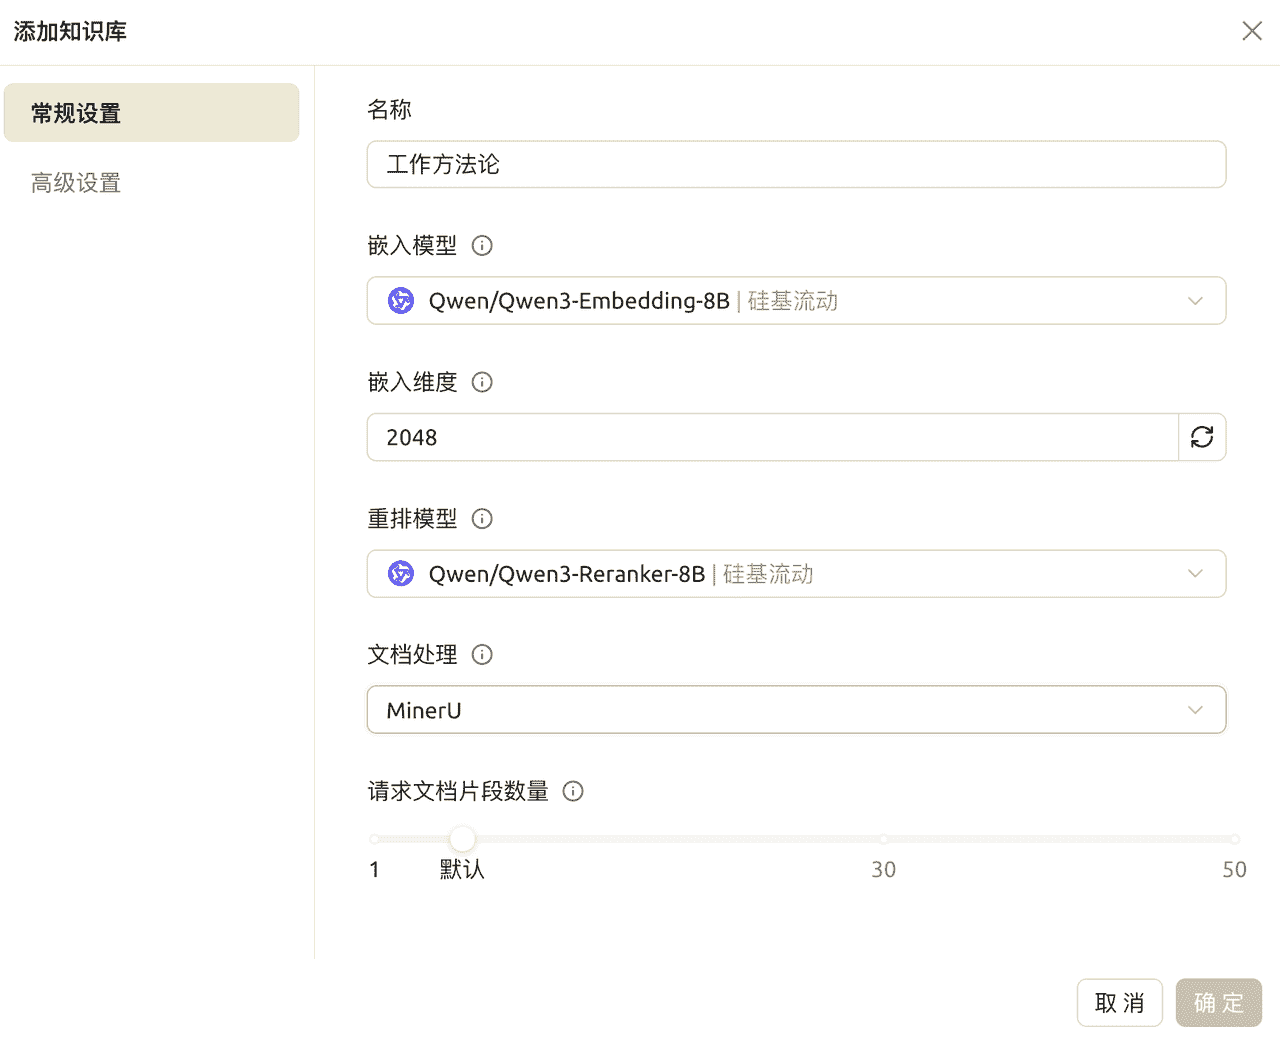 添加知识库
常规设置
高级设置
名称
工作方法论
嵌入模型
Qwen/Qwen3-Embedding-8B | 硅基流动
嵌入维度
2048
重排模型
Qwen/Qwen3-Reranker-8B | 硅基流动
文档处理
MinerU
请求文档片段数量
1 默认 30 50
取消 确定